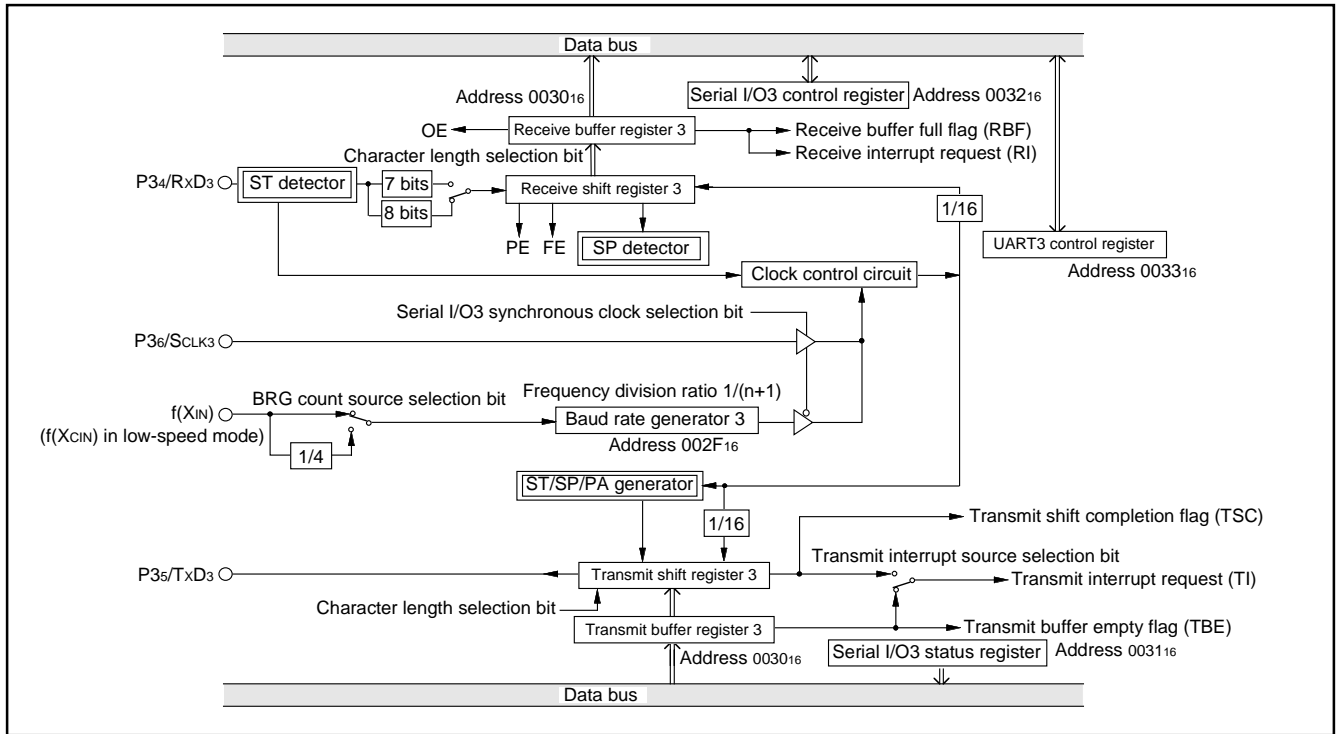 Data bus
Address 003016
Serial I/O3 control register
Address 003216
OE
Receive buffer register 3
Receive buffer full flag (RBF)
Receive interrupt request (RI)
Character length selection bit
P34/RXD3
ST detector
7 bits
8 bits
Receive shift register 3
1/16
PE
FE
SP detector
UART3 control register
Address 003316
Clock control circuit
Serial I/O3 synchronous clock selection bit
P36/SCLK3
f(XIN)
(f(XCIN) in low-speed mode)
BRG count source selection bit
1/4
Frequency division ratio 1/(n+1)
Baud rate generator 3
Address 002F16
ST/SP/PA generator
1/16
Transmit shift completion flag (TSC)
Transmit interrupt source selection bit
P35/TXD3
Transmit shift register 3
Transmit interrupt request (TI)
Character length selection bit
Transmit buffer register 3
Transmit buffer empty flag (TBE)
Address 003016
Serial I/O3 status register
Address 003116
Data bus